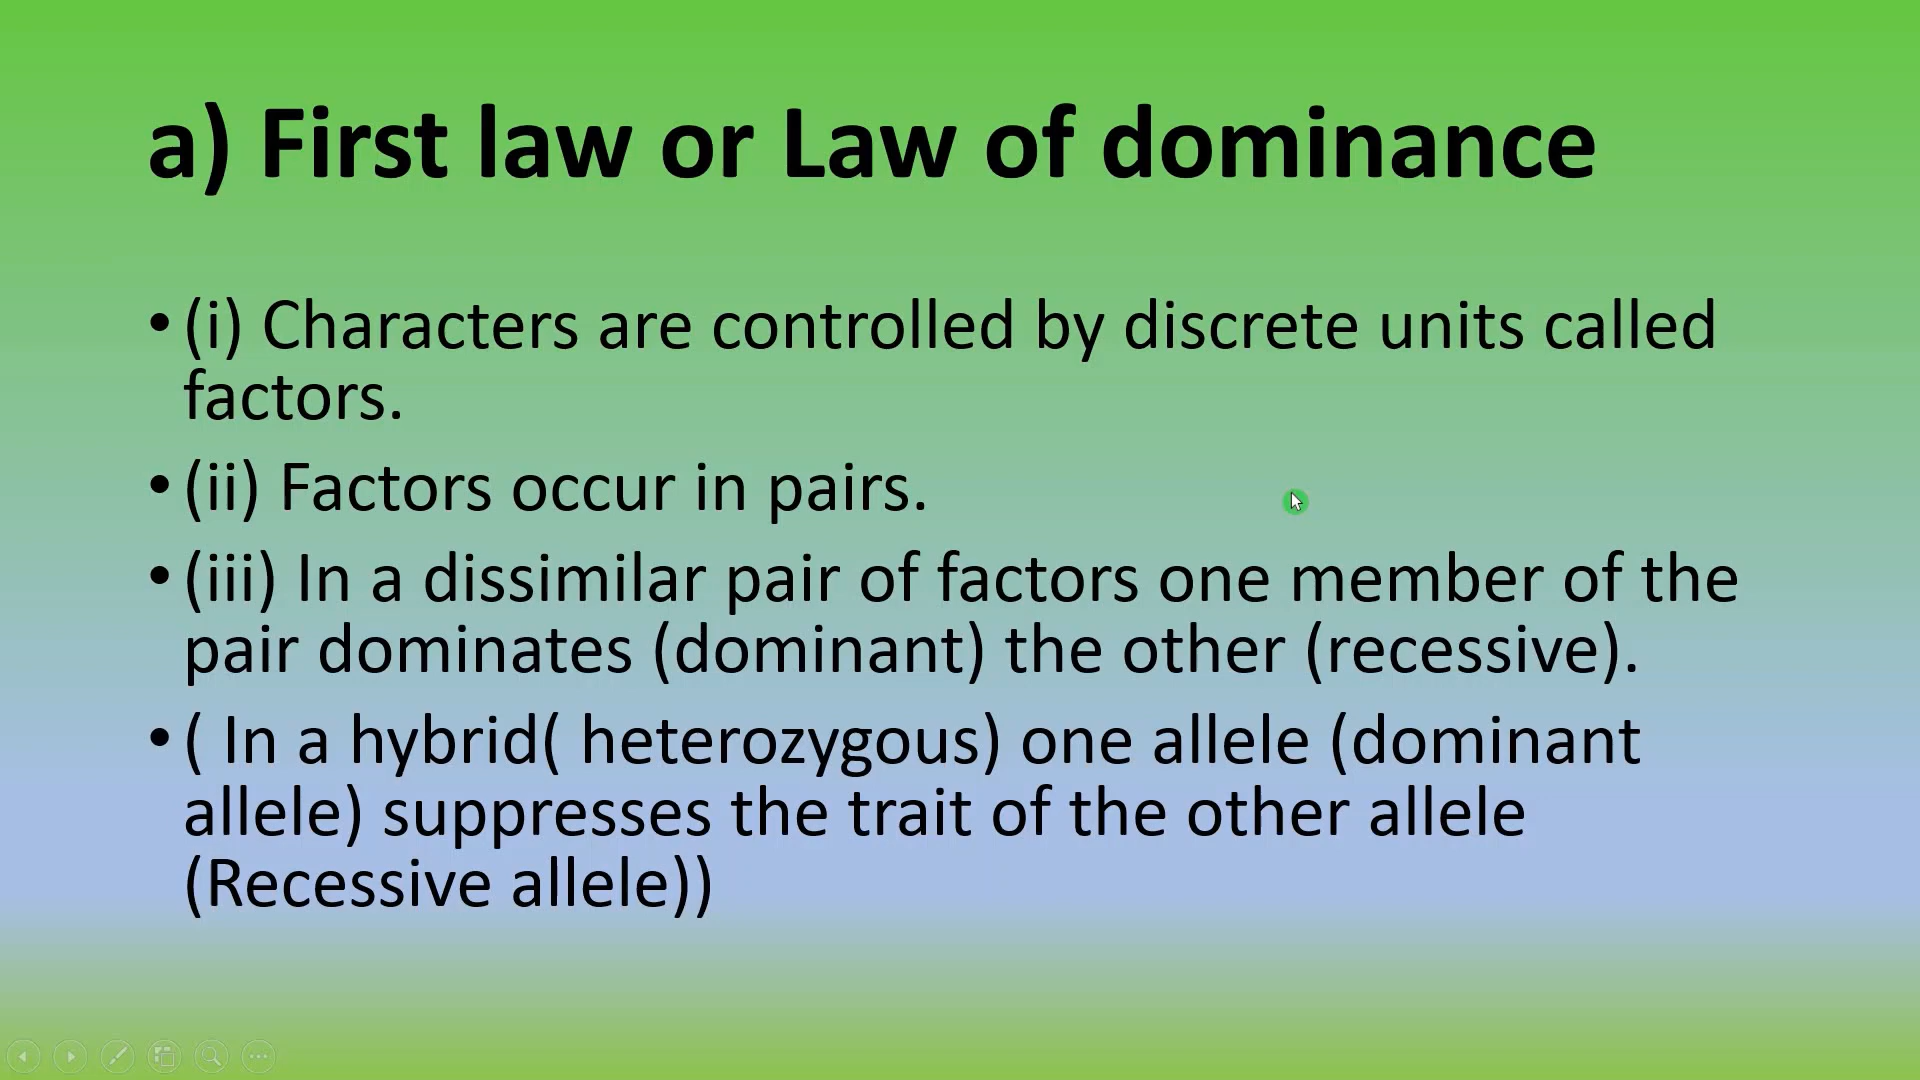 a) First law or Law of dominance
• (i) Characters are controlled by discrete units called
factors.
• (ii) Factors occur in pairs.
• (iii) In a dissimilar pair of factors one member of the
pair dominates (dominant) the other (recessive).
• ( In a hybrid( heterozygous) one allele (dominant
allele) suppresses the trait of the other allele
(Recessive allele))